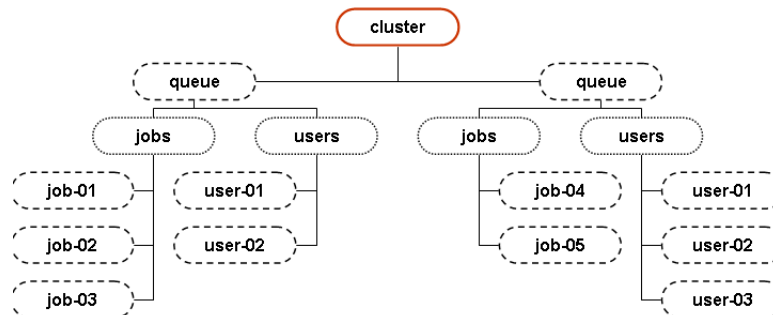 cluster
queue queue
jobs users jobs users
job-01 user-01 job-04 user-01
job-02 user-02 job-05 user-02
job-03 user-03